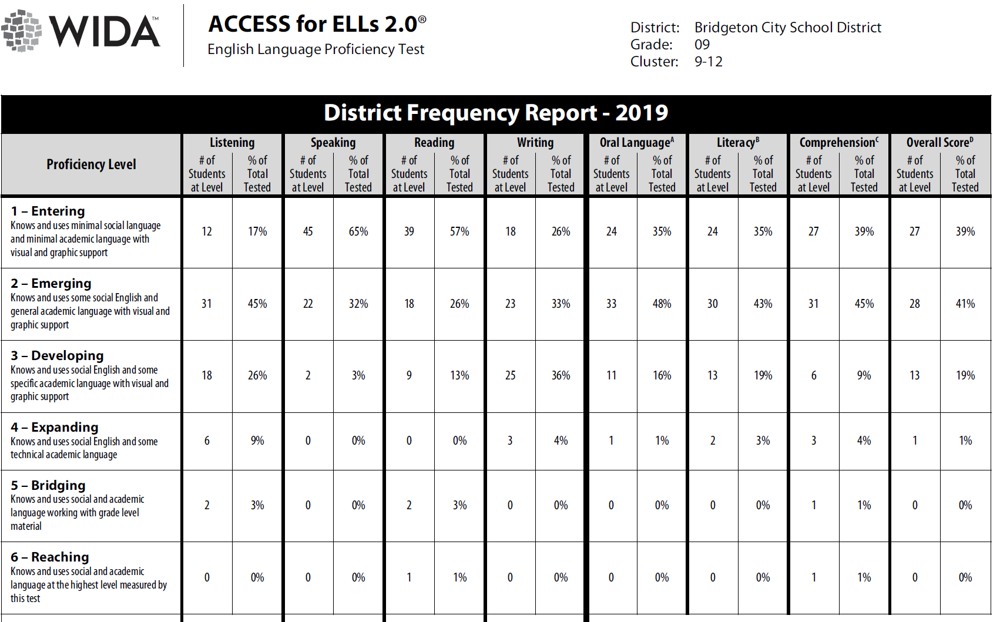 WIDA™
ACCESS for ELLs 2.0®
English Language Proficiency Test
District: Bridgeton City School District
Grade: 09
Cluster: 9-12
District Frequency Report - 2019
Proficiency Level
Listening Speaking Reading Writing Oral Language^A Literacy^B Comprehension^C Overall Score^D
# of % of # of % of # of % of # of % of # of % of # of % of # of % of # of % of
Students Total Students Total Students Total Students Total Students Total Students Total Students Total Students Total
at Level Tested at Level Tested at Level Tested at Level Tested at Level Tested at Level Tested at Level Tested at Level Tested
1 – Entering
Knows and uses minimal social language
and minimal academic language with
visual and graphic support
12 17% 45 65% 39 57% 18 26% 24 35% 24 35% 27 39% 27 39%
2 – Emerging
Knows and uses some social English and
general academic language with visual and
graphic support
31 45% 22 32% 18 26% 23 33% 33 48% 30 43% 31 45% 28 41%
3 – Developing
Knows and uses social English and some
specific academic language with visual and
graphic support
18 26% 2 3% 9 13% 25 36% 11 16% 13 19% 6 9% 13 19%
4 – Expanding
Knows and uses social English and some
technical academic language
6 9% 0 0% 0 0% 3 4% 1 1% 2 3% 3 4% 1 1%
5 – Bridging
Knows and uses social and academic
language working with grade level
material
2 3% 0 0% 2 3% 0 0% 0 0% 0 0% 1 1% 0 0%
6 – Reaching
Knows and uses social and academic
language at the highest level measured by
this test
0 0% 0 0% 1 1% 0 0% 0 0% 0 0% 1 1% 0 0%